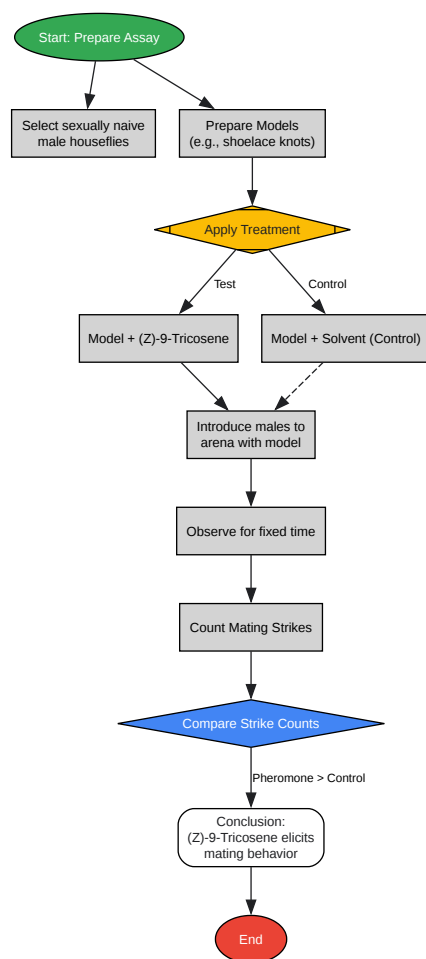 Start: Prepare Assay
Select sexually naive
male houseflies
Prepare Models
(e.g., shoelace knots)
Apply Treatment
Test
Control
Model + (Z)-9-Tricosene
Model + Solvent (Control)
Introduce males to
arena with model
Observe for fixed time
Count Mating Strikes
Compare Strike Counts
Pheromone > Control
Conclusion:
(Z)-9-Tricosene elicits
mating behavior
End